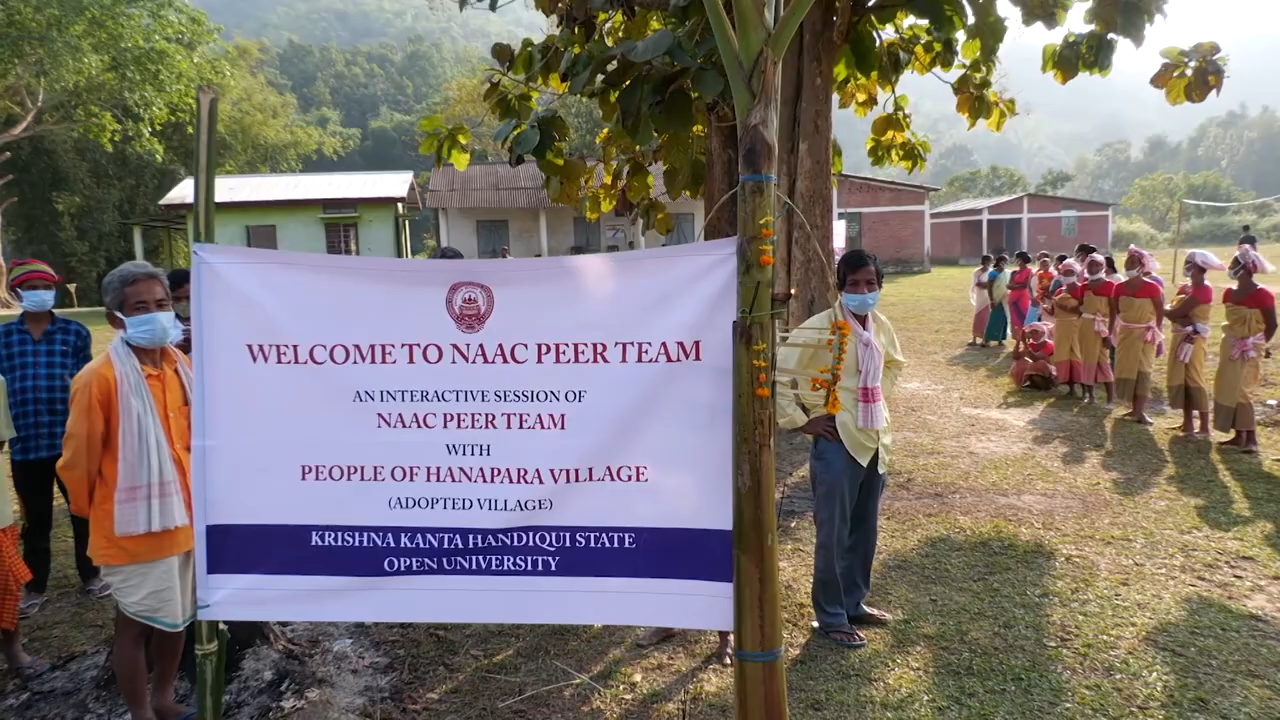 WELCOME TO NAAC PEER TEAM
AN INTERACTIVE SESSION OF
NAAC PEER TEAM
WITH
PEOPLE OF HANAPARA VILLAGE
(ADOPTED VILLAGE)
KRISHNA KANTA HANDIQUI STATE
OPEN UNIVERSITY